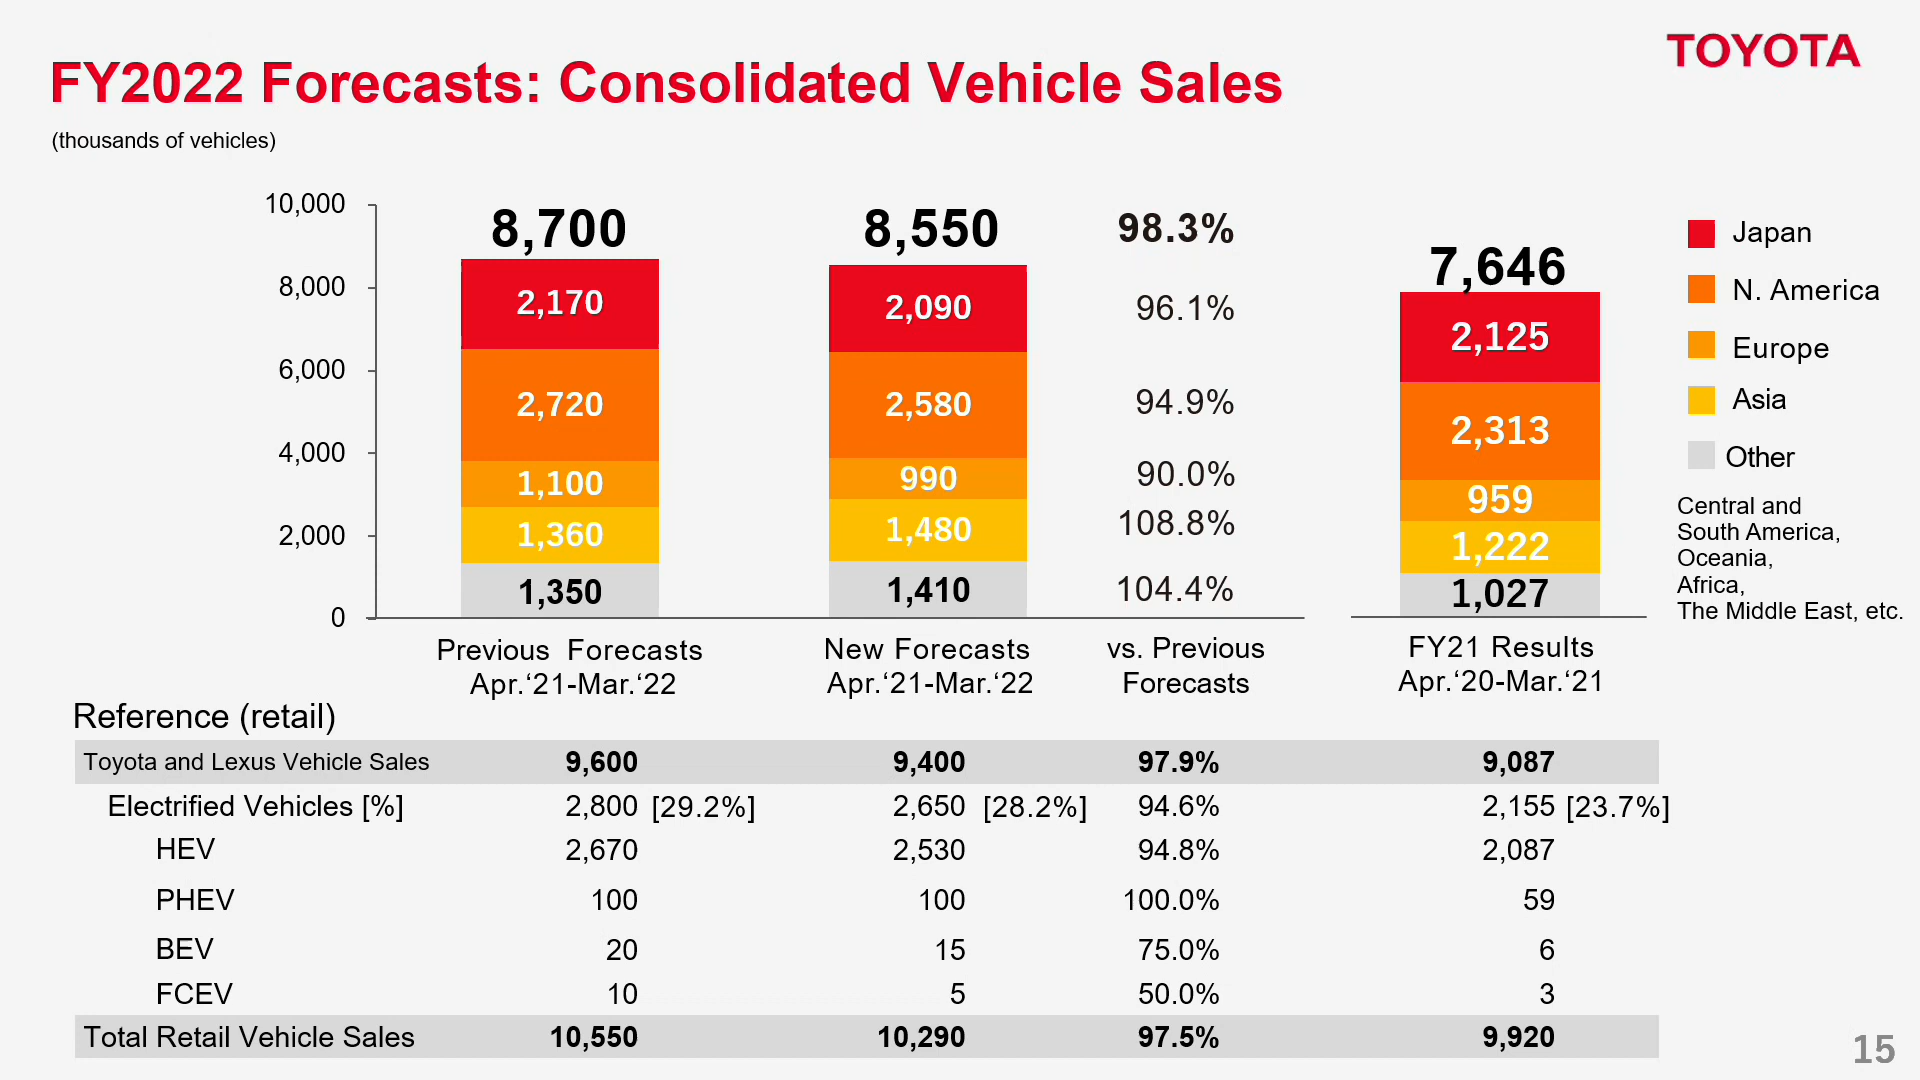 TOYOTA
FY2022 Forecasts: Consolidated Vehicle Sales
(thousands of vehicles)
10,000
8,000
6,000
4,000
2,000
0
8,700
2,170
2,720
1,100
1,360
1,350
8,550
2,090
2,580
990
1,480
1,410
98.3%
96.1%
94.9%
90.0%
108.8%
104.4%
7,646
2,125
2,313
959
1,222
1,027
Japan
N. America
Europe
Asia
Other
Central and
South America,
Oceania,
Africa,
The Middle East, etc.
Previous Forecasts
Apr.‘21-Mar.‘22
New Forecasts
Apr.‘21-Mar.‘22
vs. Previous
Forecasts
FY21 Results
Apr.‘20-Mar.‘21
Reference (retail)
Toyota and Lexus Vehicle Sales 9,600 9,400 97.9% 9,087
Electrified Vehicles [%] 2,800 [29.2%] 2,650 [28.2%] 94.6% 2,155 [23.7%]
HEV 2,670 2,530 94.8% 2,087
PHEV 100 100 100.0% 59
BEV 20 15 75.0% 6
FCEV 10 5 50.0% 3
Total Retail Vehicle Sales 10,550 10,290 97.5% 9,920
15